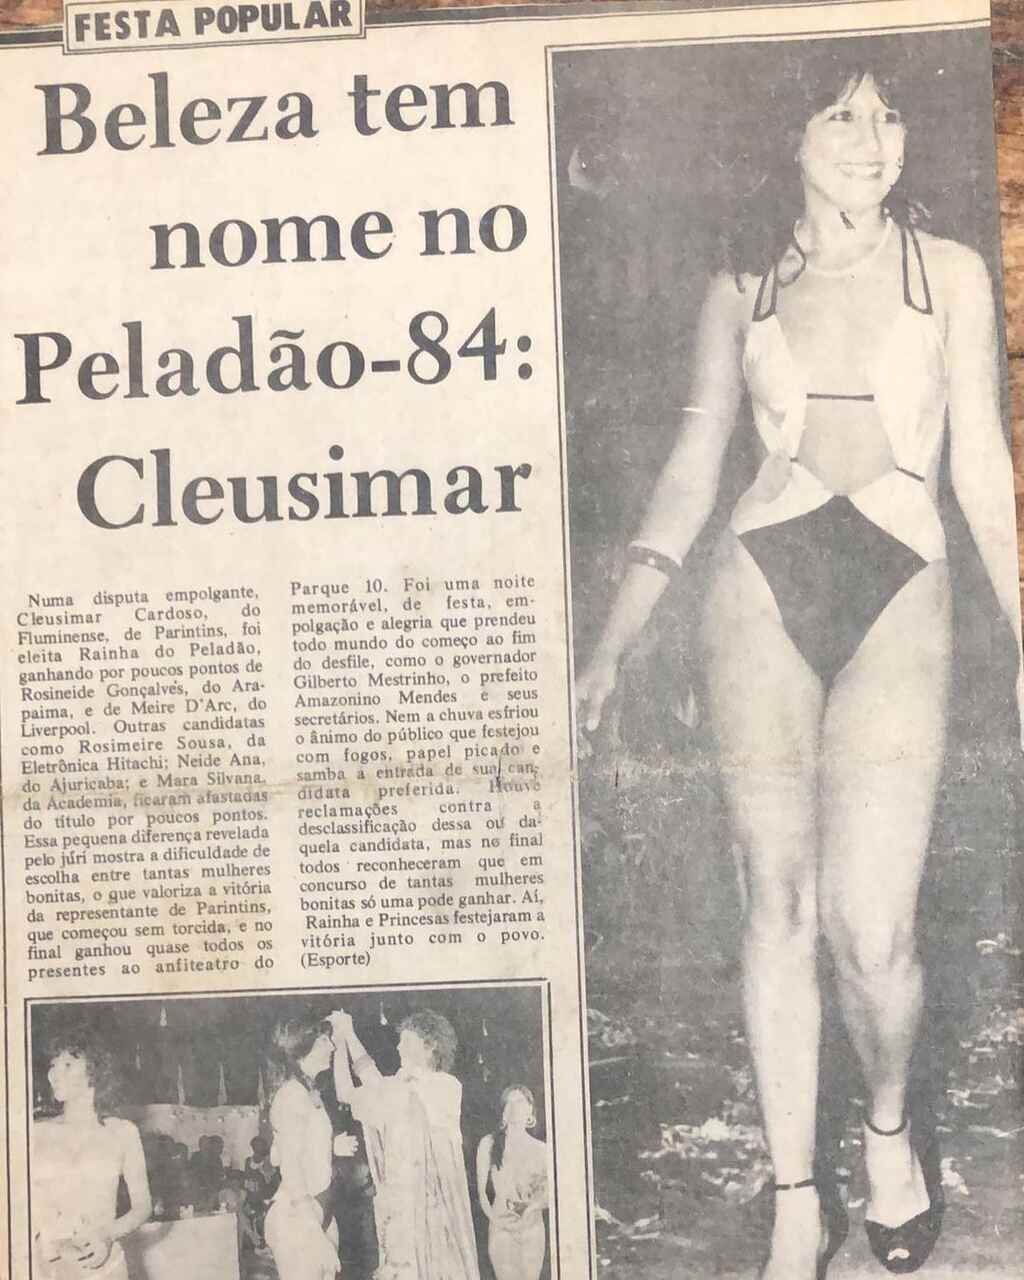 FESTA POPULAR
Beleza tem
nome no
Peladão-84:
Cleusimar
Numa disputa empolgante,
Cleusimar Cardoso, do
Fluminense, de Parintins, foi
eleita Rainha do Peladão,
ganhando por poucos pontos de
Rosineide Gonçalves, do Ara-
paima, e de Meire D'Arc, do
Liverpool. Outras candidatas
como Rosimeire Sousa, da
Eletrônica Hitachi; Neide Ana,
do Ajuricaba; e Mara Silvana,
da Academia, ficaram afastadas
do título por poucos pontos.
Essa pequena diferença revelada
pelo júri mostra a dificuldade de
escolha entre tantas mulheres
bonitas, o que valoriza a vitória
da representante de Parintins,
que começou sem torcida, e no
final ganhou quase todos os
presentes ao anfiteatro do
Parque 10. Foi uma noite
memorável, de festa, em-
polgação e alegria que prendeu
todo mundo do começo ao fim
do desfile, como o governador
Gilberto Mestrinho, o prefeito
Amazonino Mendes e seus
secretários. Nem a chuva esfriou
o ânimo do público que festejou
com fogos, papel picado e
samba a entrada de sua can-
didata preferida. Houve
reclamações contra a
desclassificação dessa ou da-
quela candidata, mas no final
todos reconheceram que em
concurso de tantas mulheres
bonitas só uma pode ganhar. Aí,
Rainha e Princesas festejaram a
vitória junto com o povo.
(Esporte)